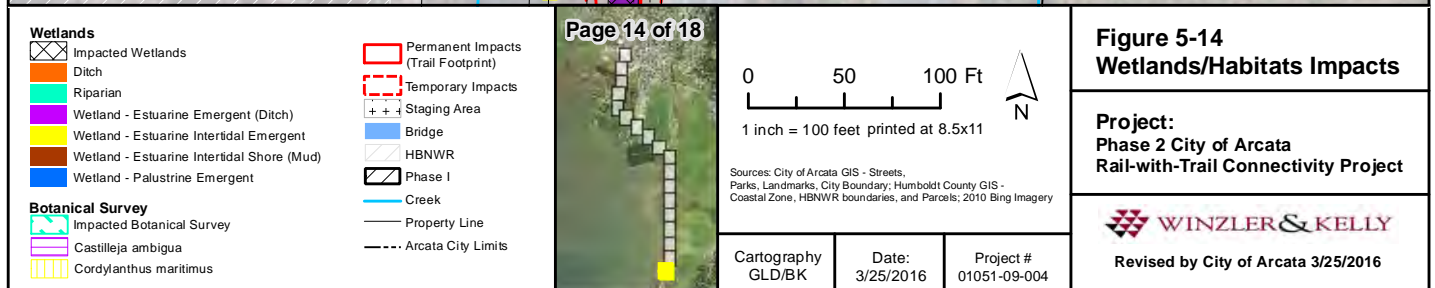 Wetlands
Impacted Wetlands
Ditch
Riparian
Wetland - Estuarine Emergent (Ditch)
Wetland - Estuarine Intertidal Emergent
Wetland - Estuarine Intertidal Shore (Mud)
Wetland - Palustrine Emergent
Botanical Survey
Impacted Botanical Survey
Castilleja ambigua
Cordylanthus maritimus
Permanent Impacts
(Trail Footprint)
Temporary Impacts
Staging Area
Bridge
HBNWR
Phase I
Creek
Property Line
Arcata City Limits
Page 14 of 18
0 50 100 Ft
N
1 inch = 100 feet printed at 8.5x11
Sources: City of Arcata GIS - Streets,
Parks, Landmarks, City Boundary; Humboldt County GIS -
Coastal Zone, HBNWR boundaries, and Parcels; 2010 Bing Imagery
Cartography
GLD/BK
Date:
3/25/2016
Project #
01051-09-004
Figure 5-14
Wetlands/Habitats Impacts
Project:
Phase 2 City of Arcata
Rail-with-Trail Connectivity Project
WINZLER & KELLY
Revised by City of Arcata 3/25/2016